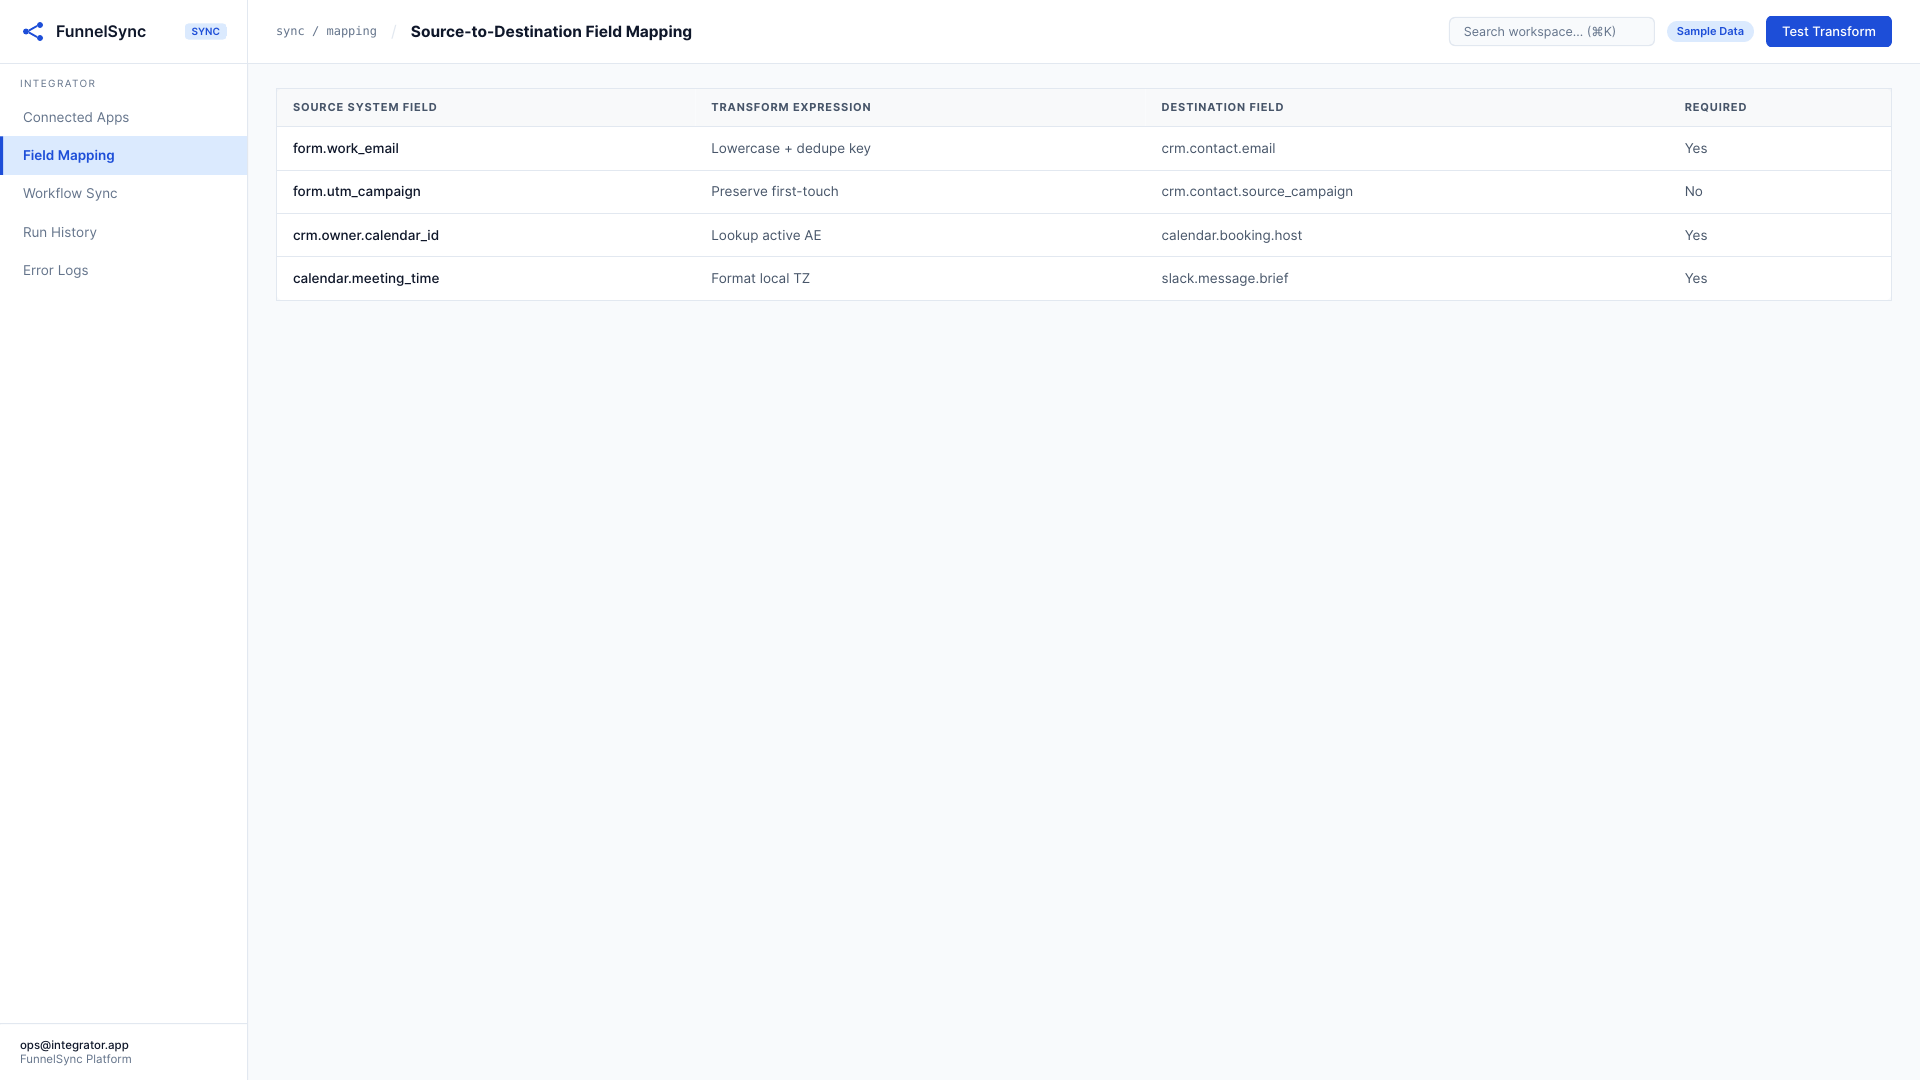 FunnelSync SYNC
sync / mapping / Source-to-Destination Field Mapping
Search workspace... (⌘K) Sample Data Test Transform
INTEGRATOR
Connected Apps
Field Mapping
Workflow Sync
Run History
Error Logs
SOURCE SYSTEM FIELD TRANSFORM EXPRESSION DESTINATION FIELD REQUIRED
form.work_email Lowercase + dedupe key crm.contact.email Yes
form.utm_campaign Preserve first-touch crm.contact.source_campaign No
crm.owner.calendar_id Lookup active AE calendar.booking.host Yes
calendar.meeting_time Format local TZ slack.message.brief Yes
ops@integrator.app
FunnelSync Platform